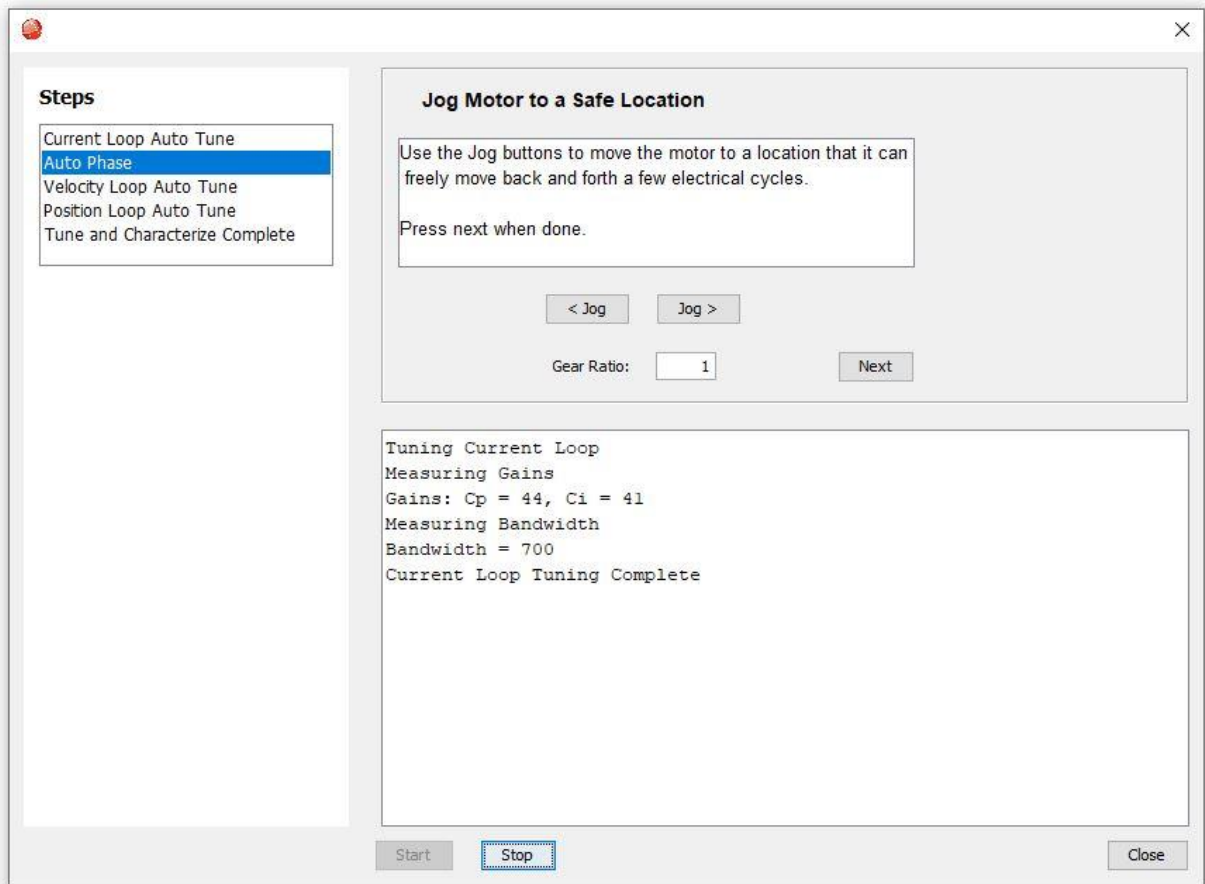 Steps
Current Loop Auto Tune
Auto Phase
Velocity Loop Auto Tune
Position Loop Auto Tune
Tune and Characterize Complete
Jog Motor to a Safe Location
Use the Jog buttons to move the motor to a location that it can
freely move back and forth a few electrical cycles.
Press next when done.
< Jog
Jog >
Gear Ratio: 1
Next
Tuning Current Loop
Measuring Gains
Gains: Cp = 44, Ci = 41
Measuring Bandwidth
Bandwidth = 700
Current Loop Tuning Complete
Start
Stop
Close